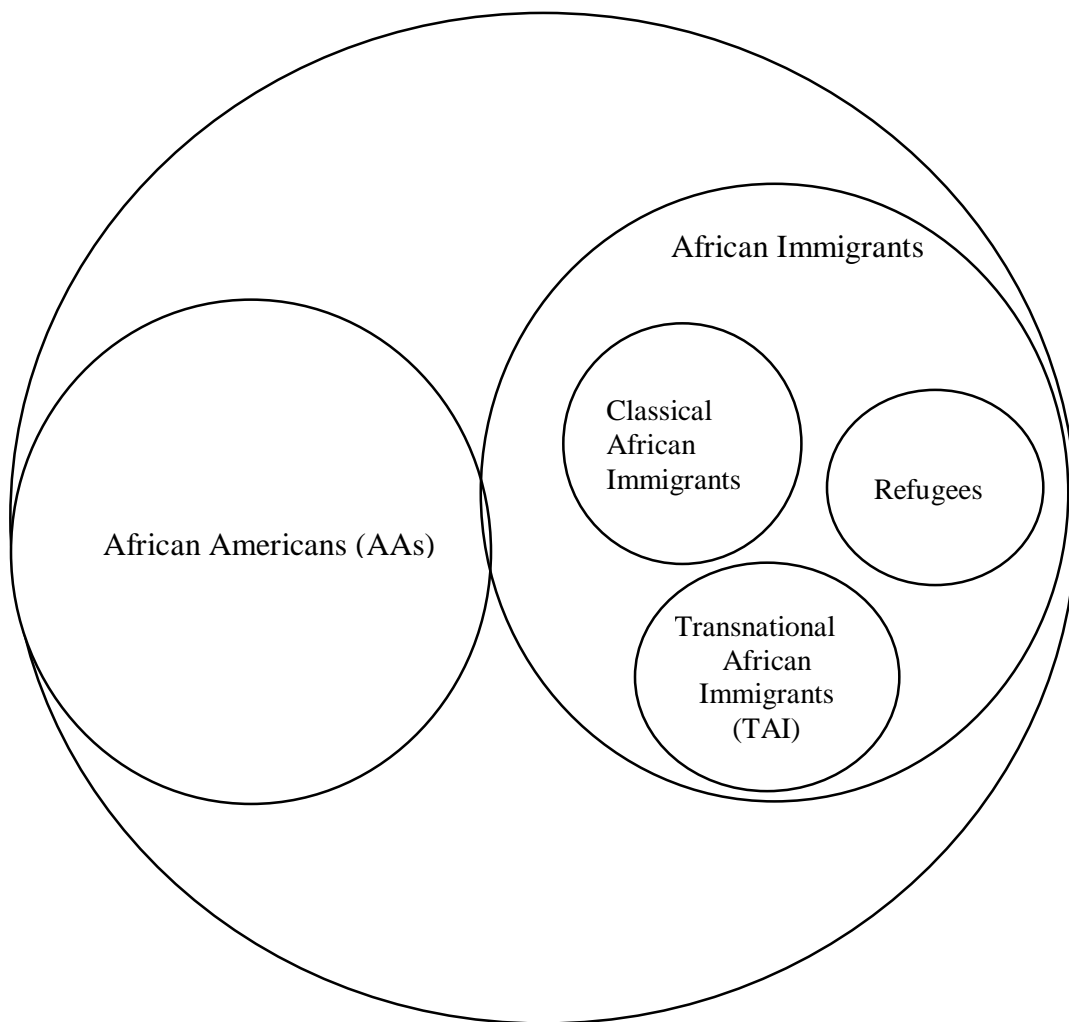 African Immigrants
Classical
African
Immigrants
Refugees
African Americans (AAs)
Transnational
African
Immigrants
(TAI)